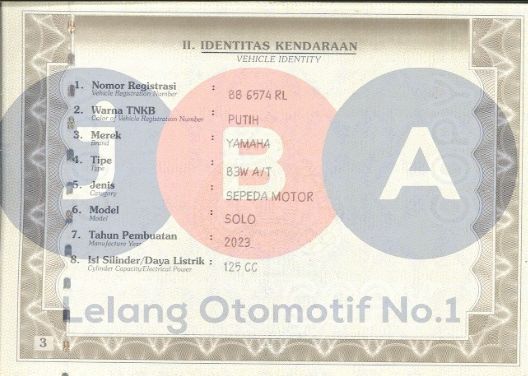 II. IDENTITAS KENDARAAN
VEHICLE IDENTITY
1. Nomor Registrasi : BB 6574 RL
Vehicle Registration Number
2. Warna TNKB : PUTIH
Color of Vehicle Registration Number
3. Merek : YAMAHA
Brand
4. Tipe : B3W A/T
Type
5. Jenis : SEPEDA MOTOR
Category
6. Model : SOLO
Model
7. Tahun Pembuatan : 2023
Manufacture Year
8. Isi Silinder/Daya Listrik : 125 CC
Cylinder Capacity/Electrical Power
J B A
Lelang Otomotif No.1
3